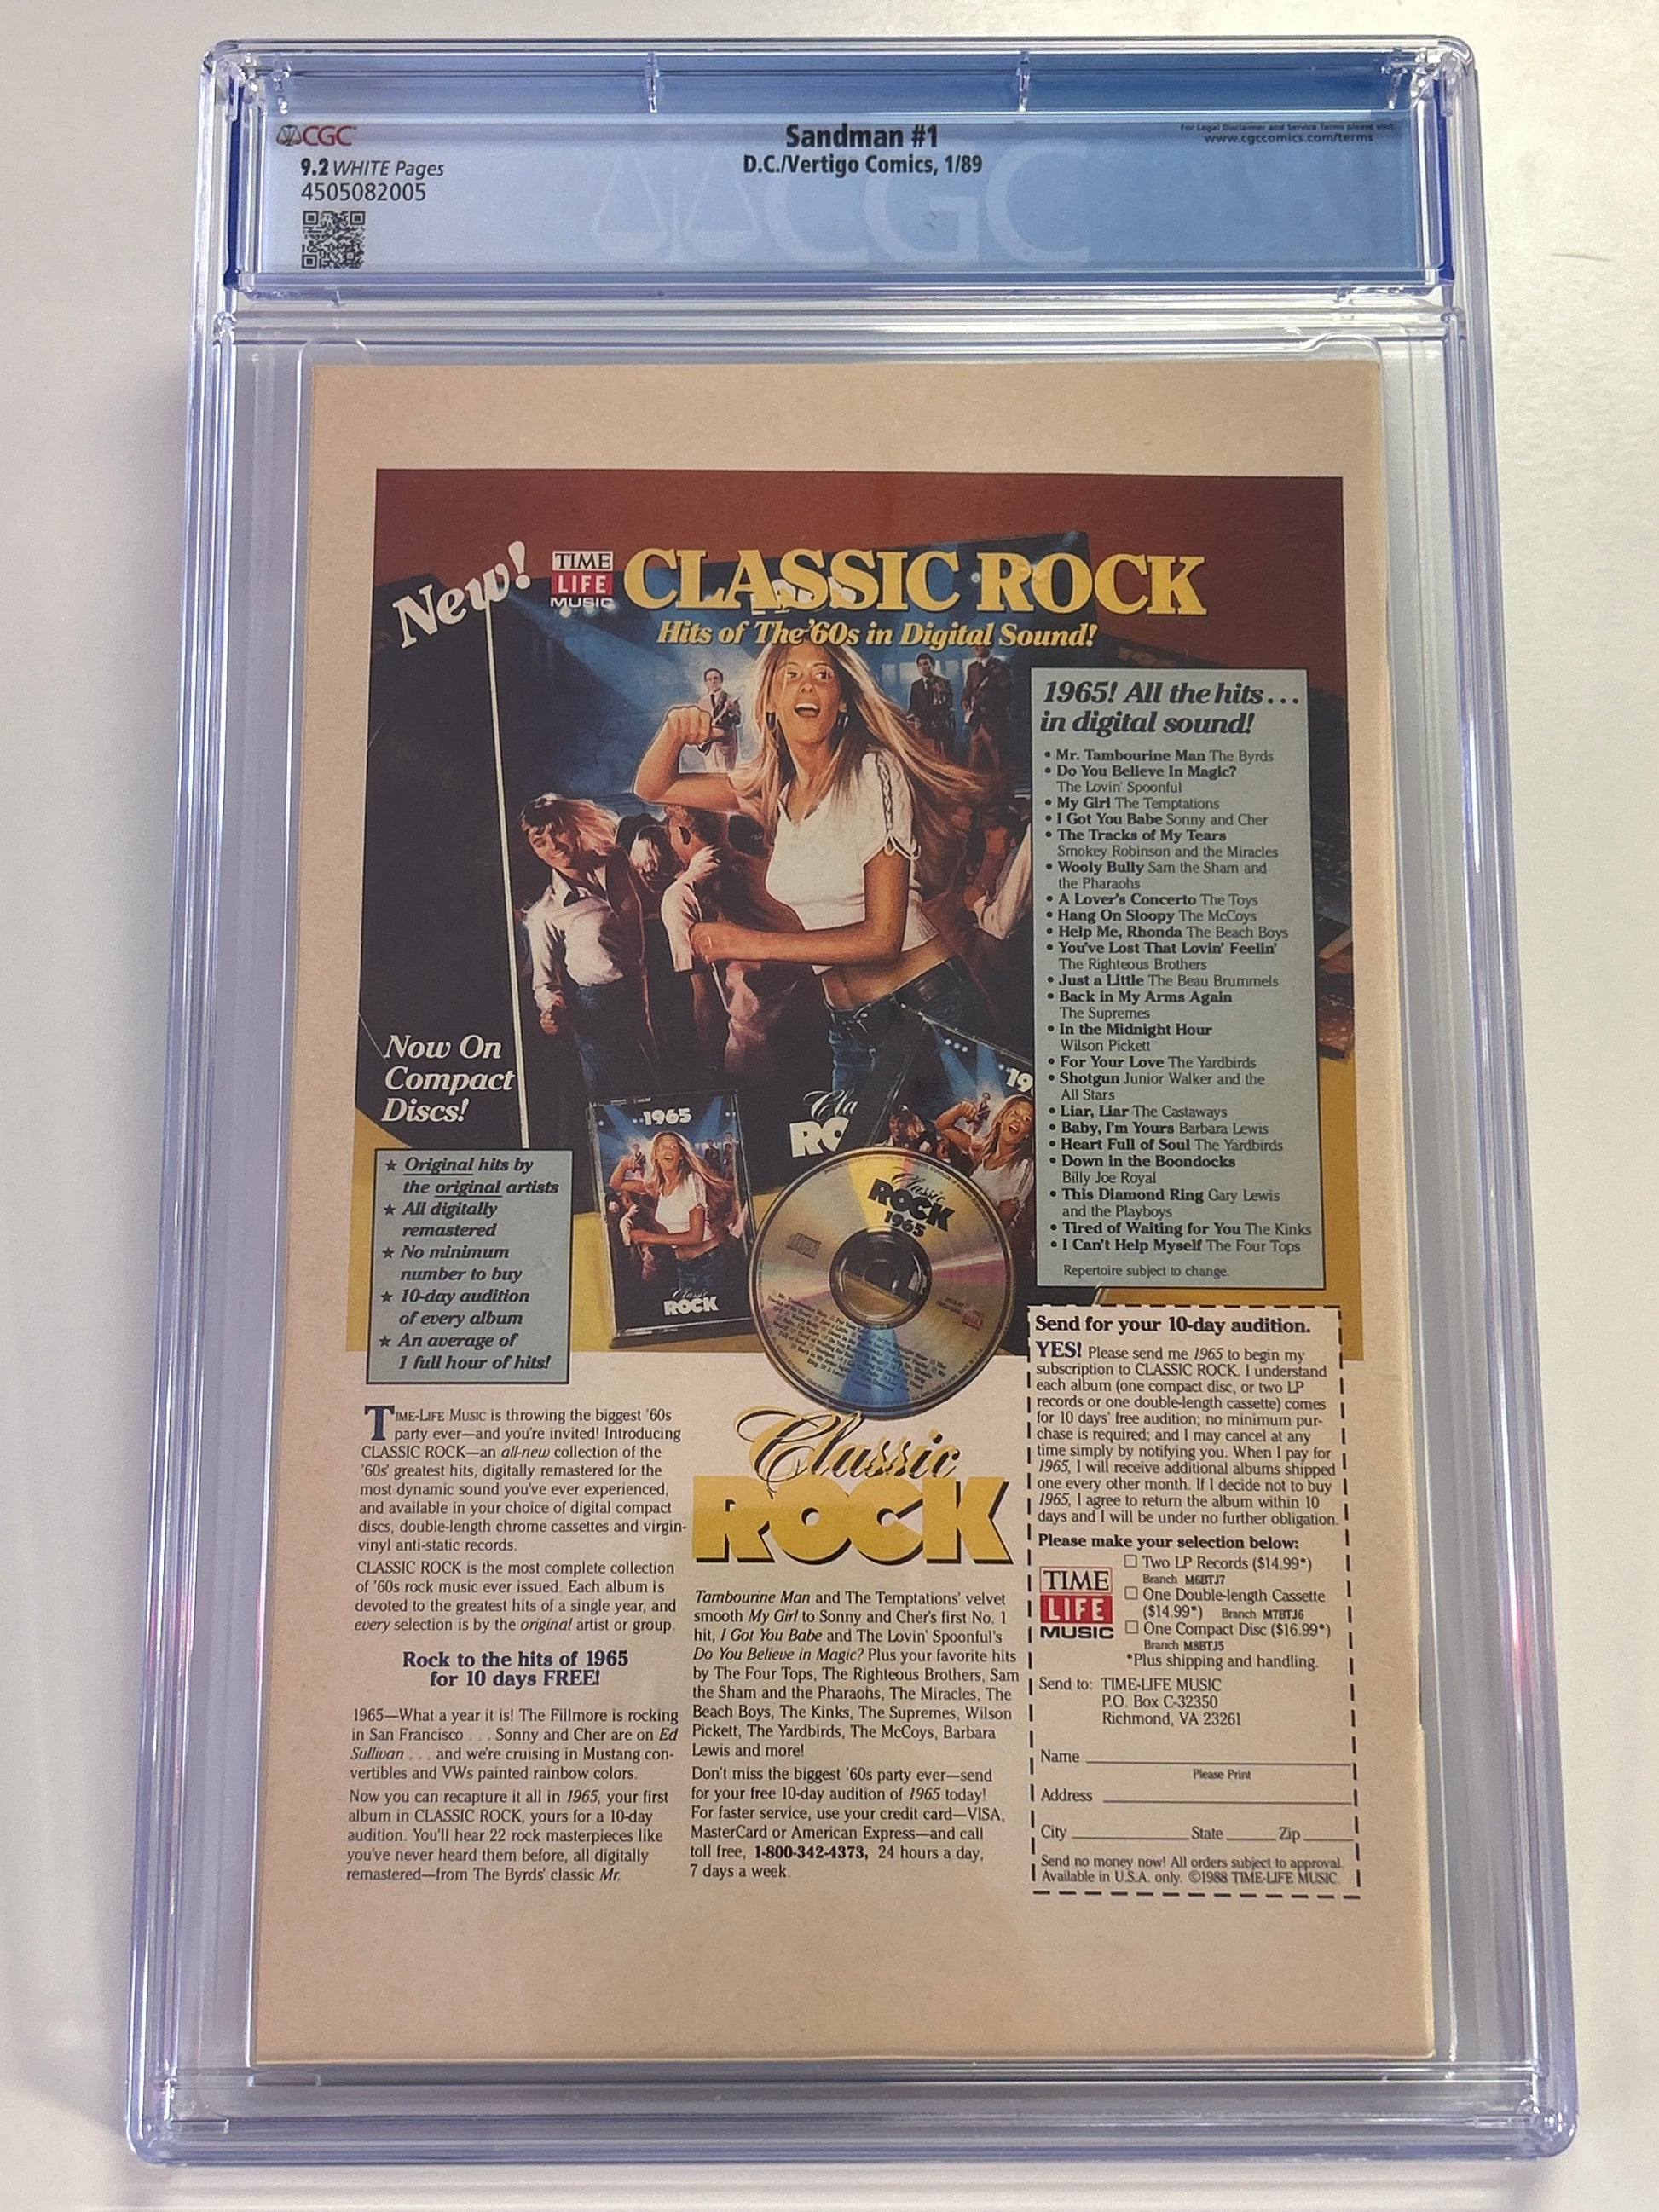 CGC
9.2 WHITE Pages
4505082005
Sandman #1
D.C./Vertigo Comics, 1/89
For Legal Disclaimer and Service Terms please visit:
www.cgccomics.com/terms
CGC
New!
TIME
LIFE
MUSIC
CLASSIC ROCK
Hits of The '60s in Digital Sound!
1965! All the hits...
in digital sound!
• Mr. Tambourine Man The Byrds
• Do You Believe In Magic?
The Lovin' Spoonful
• My Girl The Temptations
• I Got You Babe Sonny and Cher
• The Tracks of My Tears
Smokey Robinson and the Miracles
• Wooly Bully Sam the Sham and
the Pharaohs
• A Lover's Concerto The Toys
• Hang On Sloopy The McCoys
• Help Me, Rhonda The Beach Boys
• You've Lost That Lovin' Feelin'
The Righteous Brothers
• Just a Little The Beau Brummels
• Back in My Arms Again
The Supremes
• In the Midnight Hour
Wilson Pickett
• For Your Love The Yardbirds
• Shotgun Junior Walker and the
All Stars
• Liar, Liar The Castaways
• Baby, I'm Yours Barbara Lewis
• Heart Full of Soul The Yardbirds
• Down in the Boondocks
Billy Joe Royal
• This Diamond Ring Gary Lewis
and the Playboys
• Tired of Waiting for You The Kinks
• I Can't Help Myself The Four Tops
Repertoire subject to change.
Now On
Compact
Discs!
★ Original hits by
the original artists
★ All digitally
remastered
★ No minimum
number to buy
★ 10-day audition
of every album
★ An average of
1 full hour of hits!
1965
Classic
ROCK
Cla
RO
19
Classic
ROCK
1965
TIME-LIFE MUSIC is throwing the biggest '60s
party ever—and you're invited! Introducing
CLASSIC ROCK—an all-new collection of the
'60s' greatest hits, digitally remastered for the
most dynamic sound you've ever experienced,
and available in your choice of digital compact
discs, double-length chrome cassettes and virgin-
vinyl anti-static records.
CLASSIC ROCK is the most complete collection
of '60s rock music ever issued. Each album is
devoted to the greatest hits of a single year, and
every selection is by the original artist or group.
Rock to the hits of 1965
for 10 days FREE!
1965—What a year it is! The Fillmore is rocking
in San Francisco . . . Sonny and Cher are on Ed
Sullivan . . . and we're cruising in Mustang con-
vertibles and VWs painted rainbow colors.
Now you can recapture it all in 1965, your first
album in CLASSIC ROCK, yours for a 10-day
audition. You'll hear 22 rock masterpieces like
you've never heard them before, all digitally
remastered—from The Byrds' classic Mr.
Classic
ROCK
Tambourine Man and The Temptations' velvet
smooth My Girl to Sonny and Cher's first No. 1
hit, I Got You Babe and The Lovin' Spoonful's
Do You Believe in Magic? Plus your favorite hits
by The Four Tops, The Righteous Brothers, Sam
the Sham and the Pharaohs, The Miracles, The
Beach Boys, The Kinks, The Supremes, Wilson
Pickett, The Yardbirds, The McCoys, Barbara
Lewis and more!
Don't miss the biggest '60s party ever—send
for your free 10-day audition of 1965 today!
For faster service, use your credit card—VISA,
MasterCard or American Express—and call
toll free, 1-800-342-4373, 24 hours a day,
7 days a week.
Send for your 10-day audition.
YES! Please send me 1965 to begin my
subscription to CLASSIC ROCK. I understand
each album (one compact disc, or two LP
records or one double-length cassette) comes
for 10 days' free audition; no minimum pur-
chase is required; and I may cancel at any
time simply by notifying you. When I pay for
1965, I will receive additional albums shipped
one every other month. If I decide not to buy
1965, I agree to return the album within 10
days and I will be under no further obligation.
Please make your selection below:
TIME
LIFE
MUSIC
☐ Two LP Records ($14.99*)
Branch M6BTJ7
☐ One Double-length Cassette
($14.99*) Branch M7BTJ6
☐ One Compact Disc ($16.99*)
Branch M8BTJ5
*Plus shipping and handling.
Send to: TIME-LIFE MUSIC
P.O. Box C-32350
Richmond, VA 23261
Name
Please Print
Address
City State Zip
Send no money now! All orders subject to approval.
Available in U.S.A. only. ©1988 TIME-LIFE MUSIC.